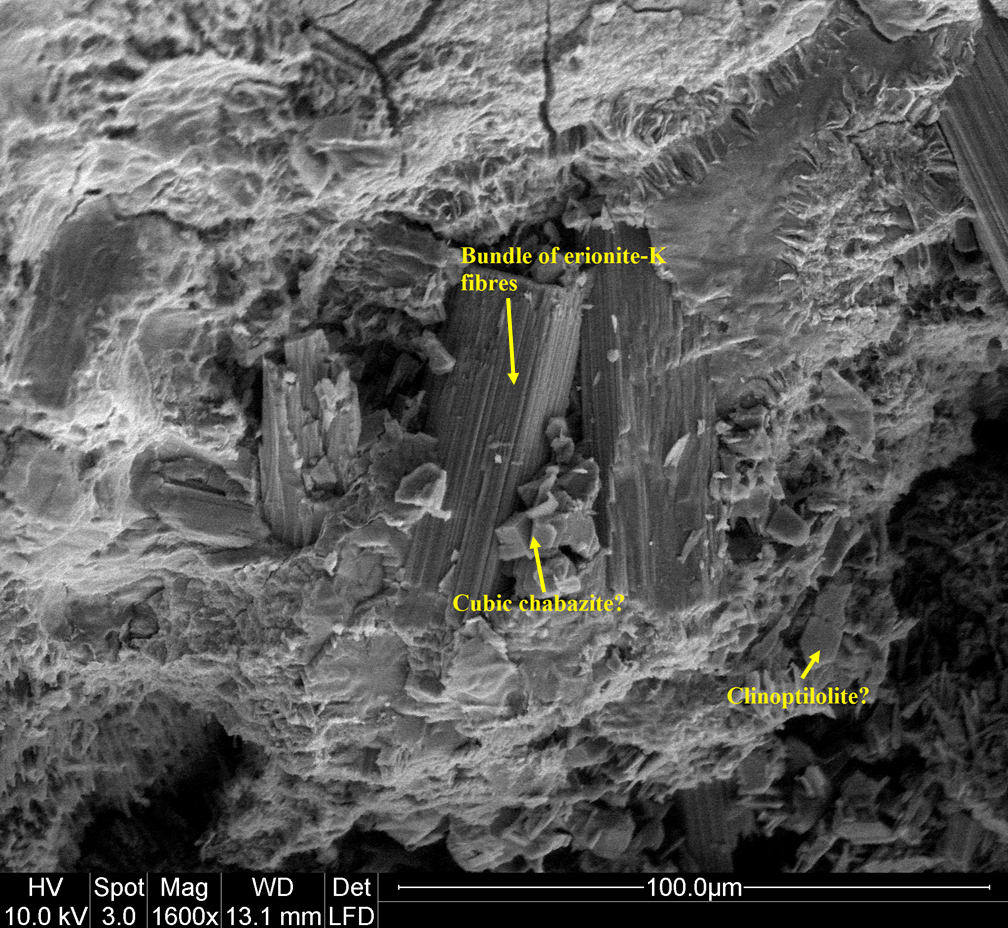 Bundle of erionite-K
fibres
Cubic chabazite?
Clinoptilolite?
HV Spot Mag WD Det
10.0 kV 3.0 1600x 13.1 mm LFD
100.0µm